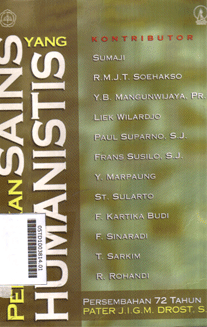 PENDIDIKAN SAINS YANG
HUMANISTIS
KONTRIBUTOR
SUMAJI
R.M.J.T. SOEHAKSO
Y.B. MANGUNWIJAYA, PR.
LIEK WILARDJO
PAUL SUPARNO, S.J.
FRANS SUSILO, S.J.
Y. MARPAUNG
ST. SULARTO
F. KARTIKA BUDI
F. SINARADI
T. SARKIM
R. ROHANDI
PERSEMBAHAN 72 TAHUN
PATER J.I.G.M. DROST, S.